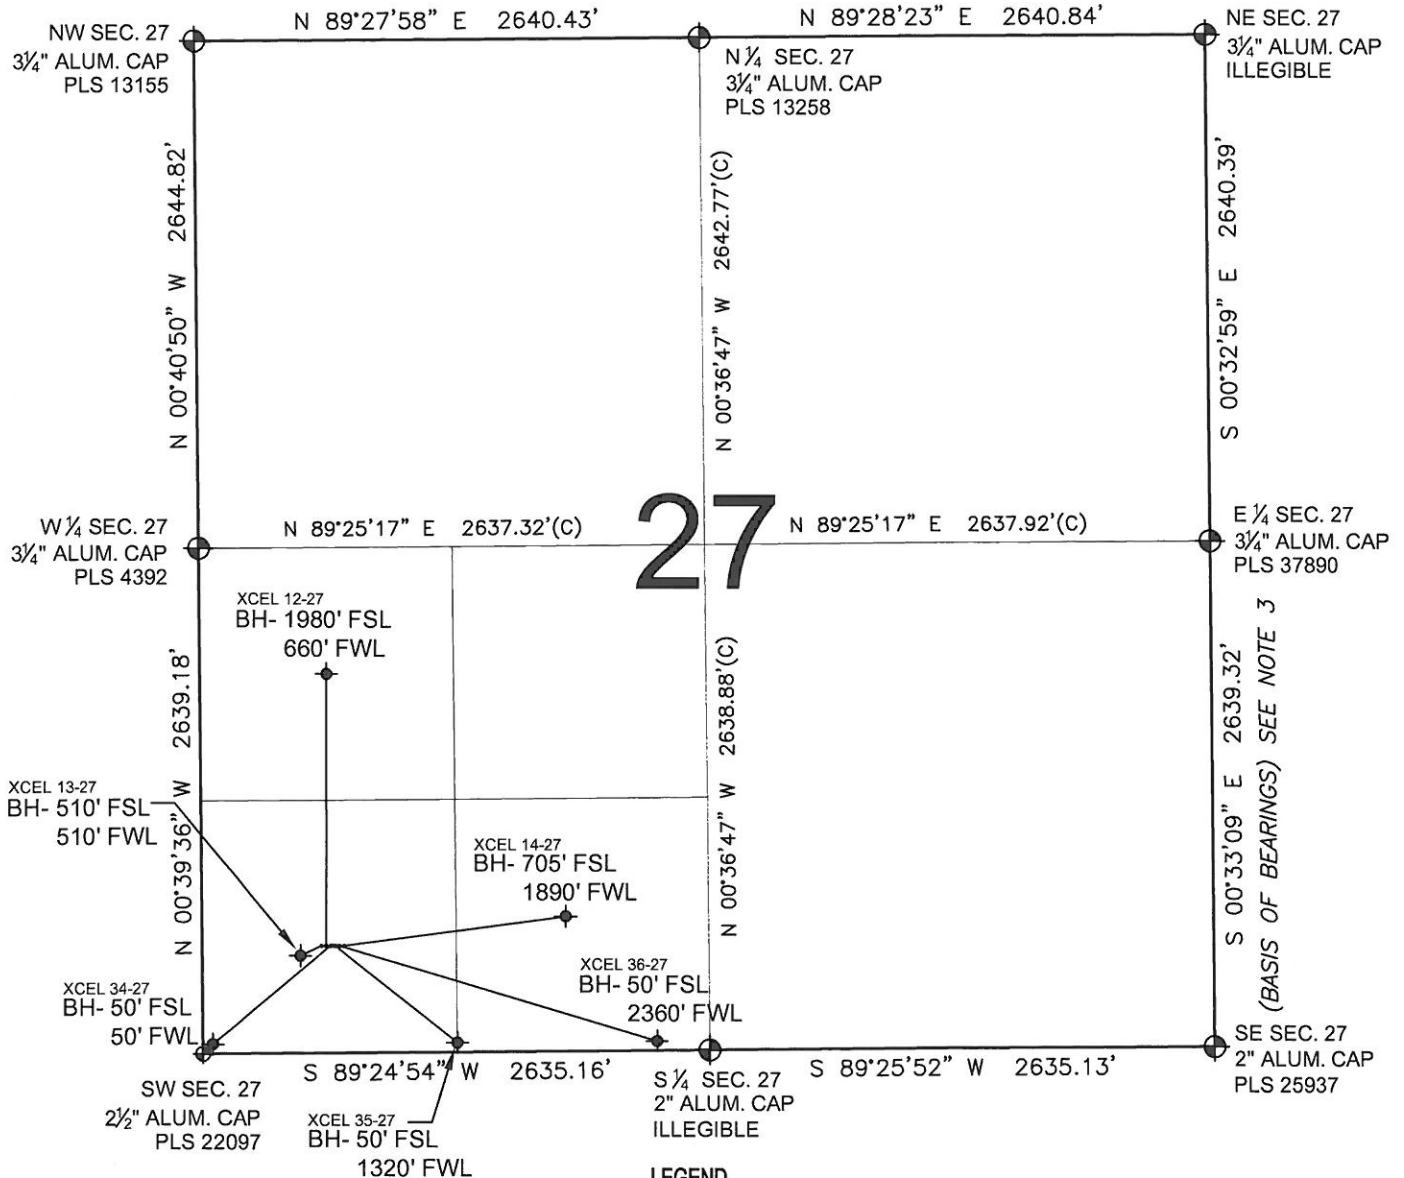 N 89°27'58" E 2640.43'
N 89°28'23" E 2640.84'
NW SEC. 27
3¼" ALUM. CAP
PLS 13155
N ¼ SEC. 27
3¼" ALUM. CAP
PLS 13258
NE SEC. 27
3¼" ALUM. CAP
ILLEGIBLE
N 00°40'50" W 2644.82'
N 00°36'47" W 2642.77'(C)
S 00°32'59" E 2640.39'
W ¼ SEC. 27
3¼" ALUM. CAP
PLS 4392
N 89°25'17" E 2637.32'(C)
27
N 89°25'17" E 2637.92'(C)
E ¼ SEC. 27
3¼" ALUM. CAP
PLS 37890
XCEL 12-27
BH- 1980' FSL
660' FWL
N 00°39'36" W 2639.18'
N 00°36'47" W 2638.88'(C)
S 00°33'09" E 2639.32'
(BASIS OF BEARINGS) SEE NOTE 3
XCEL 13-27
BH- 510' FSL
510' FWL
XCEL 14-27
BH- 705' FSL
1890' FWL
XCEL 34-27
BH- 50' FSL
50' FWL
XCEL 36-27
BH- 50' FSL
2360' FWL
SW SEC. 27
2½" ALUM. CAP
PLS 22097
S 89°24'54" W 2635.16'
XCEL 35-27
BH- 50' FSL
1320' FWL
S ¼ SEC. 27
2" ALUM. CAP
ILLEGIBLE
S 89°25'52" W 2635.13'
SE SEC. 27
2" ALUM. CAP
PLS 25937
LEGEND